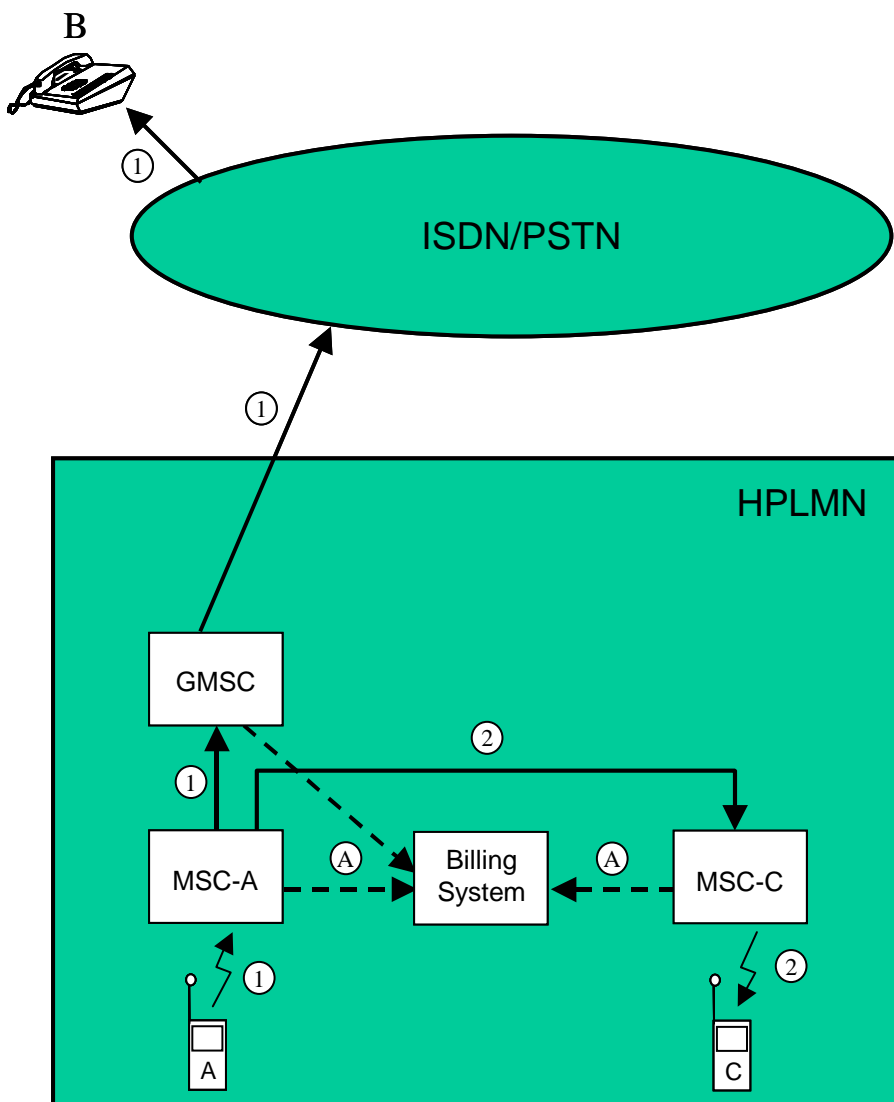 B
1
ISDN/PSTN
1
HPLMN
GMSC
2
1
MSC-A
A
Billing
System
A
MSC-C
1
2
A
C